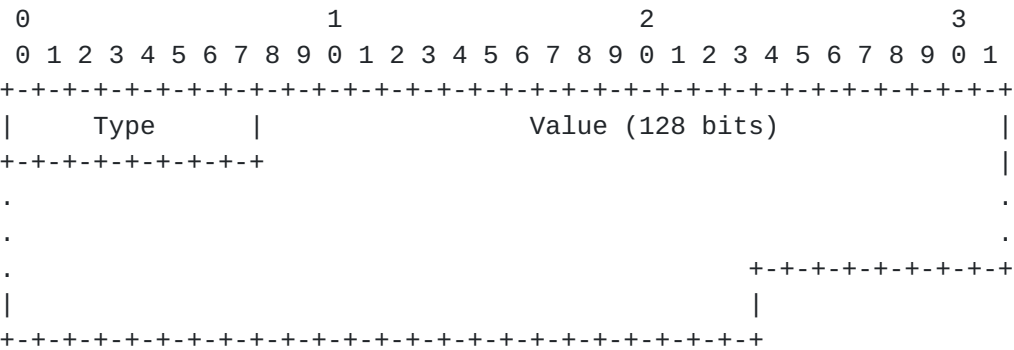 0                   1                   2                   3
 0 1 2 3 4 5 6 7 8 9 0 1 2 3 4 5 6 7 8 9 0 1 2 3 4 5 6 7 8 9 0 1
+-+-+-+-+-+-+-+-+-+-+-+-+-+-+-+-+-+-+-+-+-+-+-+-+-+-+-+-+-+-+-+-+
|     Type      |                 Value (128 bits)              |
+-+-+-+-+-+-+-+-+                                               |
.                                                               .
.                                                               .
.                                               +-+-+-+-+-+-+-+-+
|                                               |
+-+-+-+-+-+-+-+-+-+-+-+-+-+-+-+-+-+-+-+-+-+-+-+-+